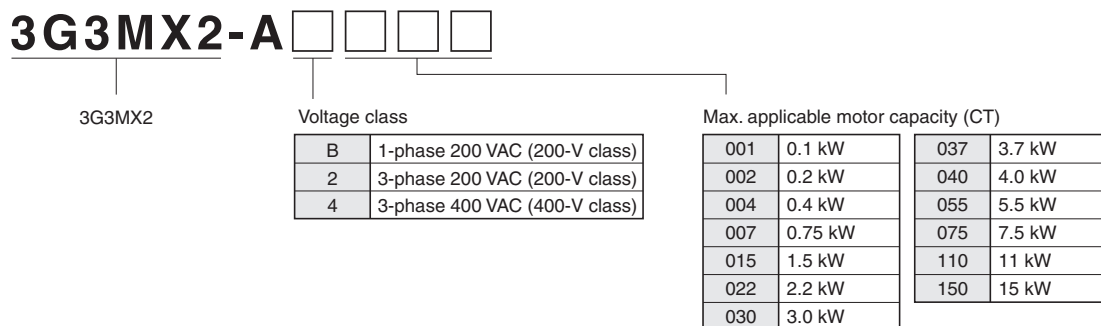 3G3MX2-A□□□□
3G3MX2
Voltage class
B 1-phase 200 VAC (200-V class)
2 3-phase 200 VAC (200-V class)
4 3-phase 400 VAC (400-V class)
Max. applicable motor capacity (CT)
001 0.1 kW
002 0.2 kW
004 0.4 kW
007 0.75 kW
015 1.5 kW
022 2.2 kW
030 3.0 kW
037 3.7 kW
040 4.0 kW
055 5.5 kW
075 7.5 kW
110 11 kW
150 15 kW